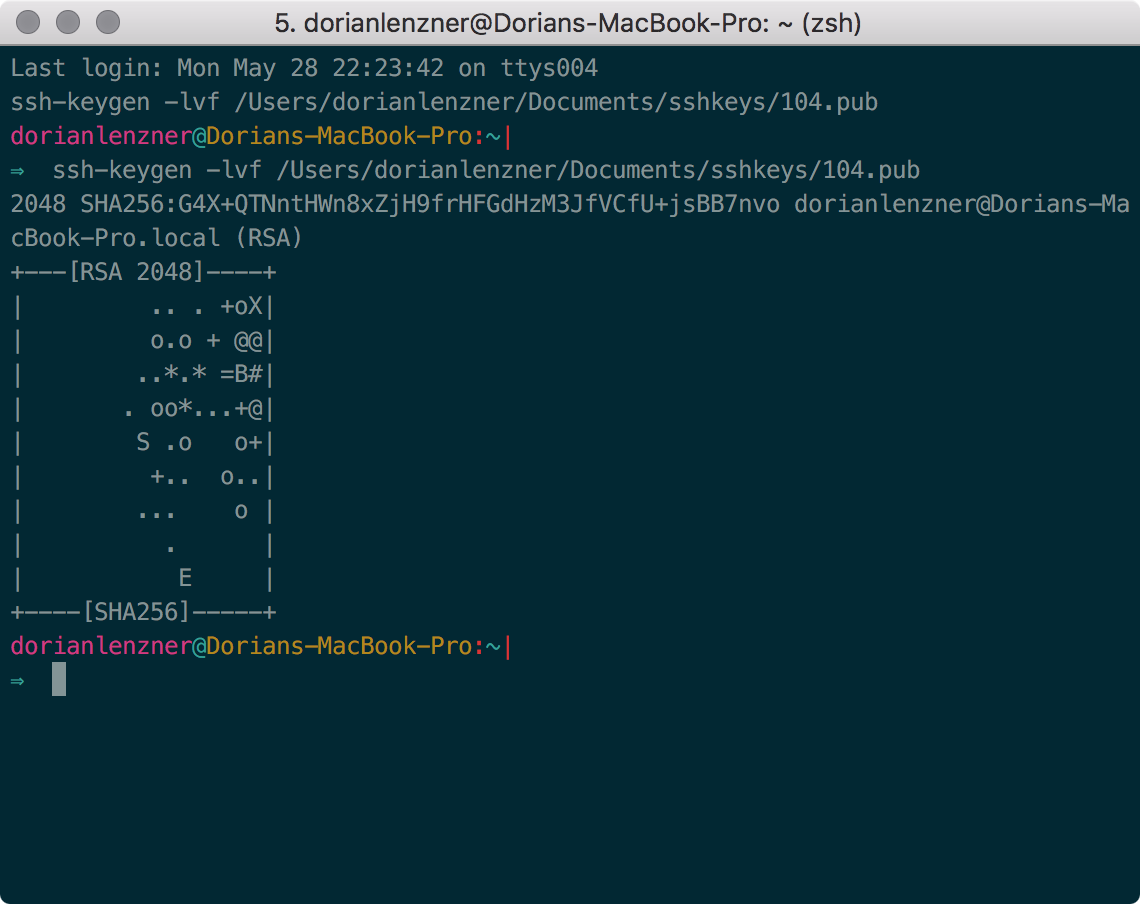 5. dorianlenzner@Dorians-MacBook-Pro: ~ (zsh)
Last login: Mon May 28 22:23:42 on ttys004
ssh-keygen -lvf /Users/dorianlenzner/Documents/sshkeys/104.pub
dorianlenzner@Dorians-MacBook-Pro:~|
⇒  ssh-keygen -lvf /Users/dorianlenzner/Documents/sshkeys/104.pub
2048 SHA256:G4X+QTNntHWn8xZjH9frHFGdHzM3JfVCfU+jsBB7nvo dorianlenzner@Dorians-Ma
cBook-Pro.local (RSA)
+---[RSA 2048]----+
|         .. . +oX|
|         o.o + @@|
|        ..*.* =B#|
|       . oo*...+@|
|        S .o   o+|
|         +..  o..|
|        ...    o |
|          .      |
|           E     |
+----[SHA256]-----+
dorianlenzner@Dorians-MacBook-Pro:~|
⇒